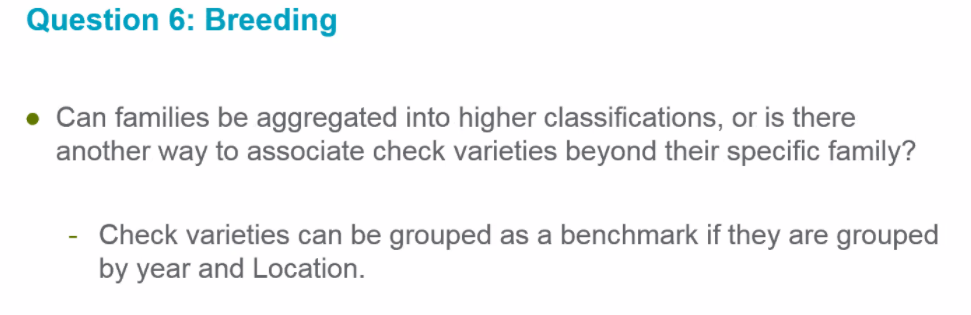 Question 6: Breeding
● Can families be aggregated into higher classifications, or is there
another way to associate check varieties beyond their specific family?
- Check varieties can be grouped as a benchmark if they are grouped
by year and Location.